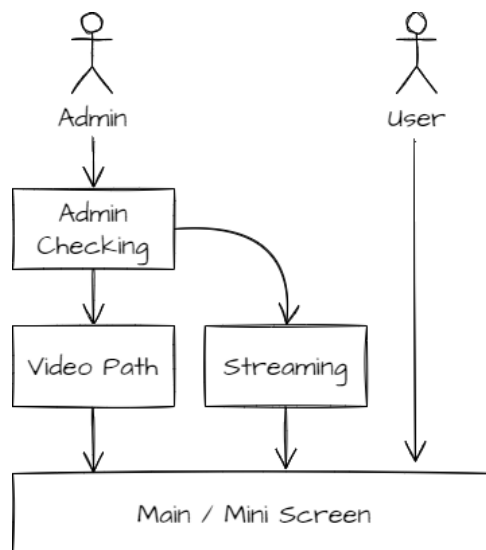 Admin
User
Admin
Checking
Video Path
Streaming
Main / Mini Screen